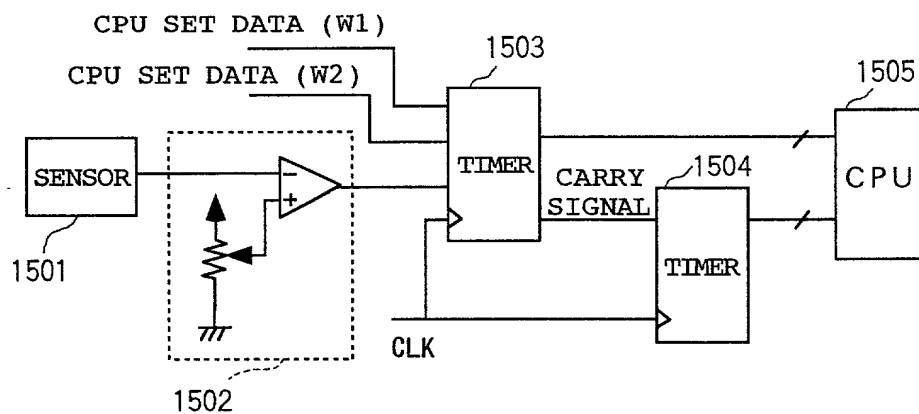 CPU SET DATA (W1)
CPU SET DATA (W2)
1503
1505
SENSOR
-
+
TIMER
CARRY
SIGNAL
1504
CPU
1501
TIMER
CLK
1502